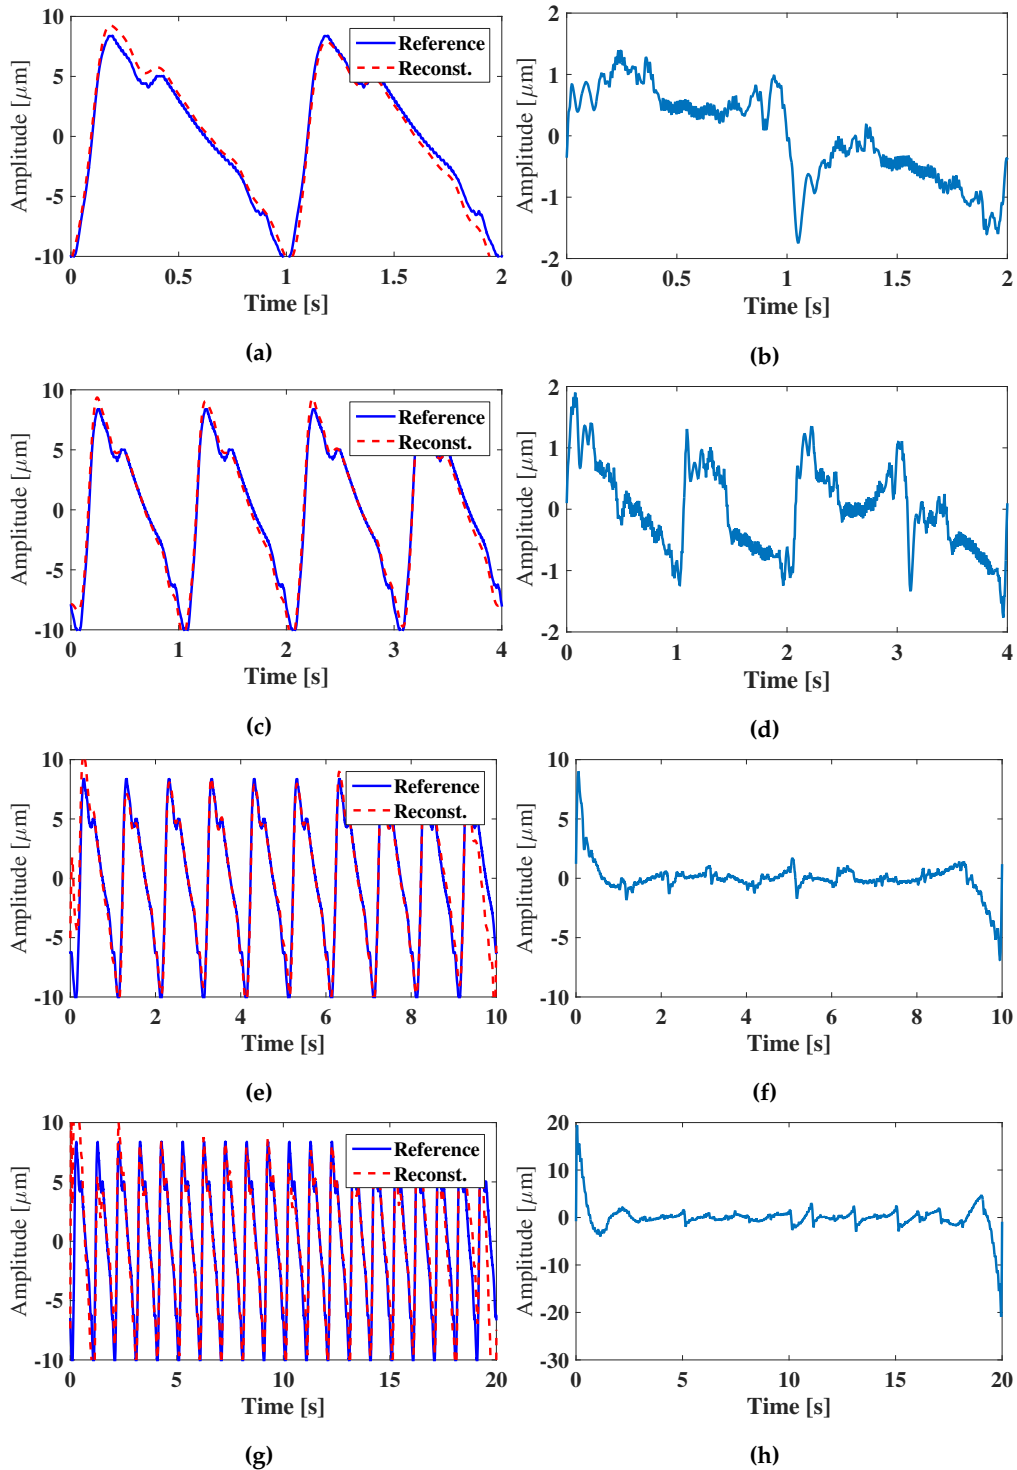 10
5
0
-5
-10
Amplitude [μm]
Reference
Reconst.
0 0.5 1 1.5 2
Time [s]
(a)
2
1
0
-1
-2
Amplitude [μm]
0 0.5 1 1.5 2
Time [s]
(b)
10
5
0
-5
-10
Amplitude [μm]
Reference
Reconst.
0 1 2 3 4
Time [s]
(c)
2
1
0
-1
-2
Amplitude [μm]
0 1 2 3 4
Time [s]
(d)
10
5
0
-5
-10
Amplitude [μm]
Reference
Reconst.
0 2 4 6 8 10
Time [s]
(e)
10
5
0
-5
-10
Amplitude [μm]
0 2 4 6 8 10
Time [s]
(f)
10
5
0
-5
-10
Amplitude [μm]
Reference
Reconst.
0 5 10 15 20
Time [s]
(g)
20
10
0
-10
-20
-30
Amplitude [μm]
0 5 10 15 20
Time [s]
(h)